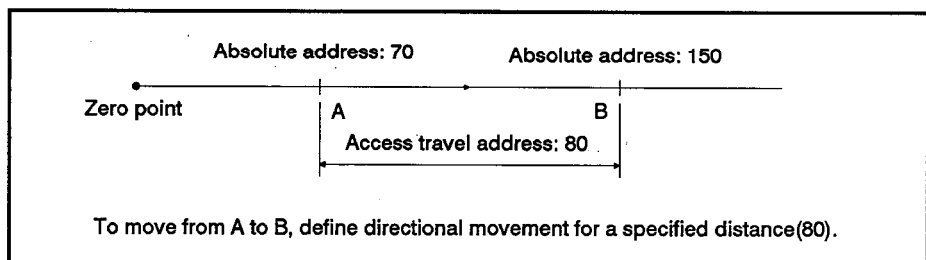 Absolute address: 70 Absolute address: 150
Zero point A B
Access travel address: 80
To move from A to B, define directional movement for a specified distance(80).